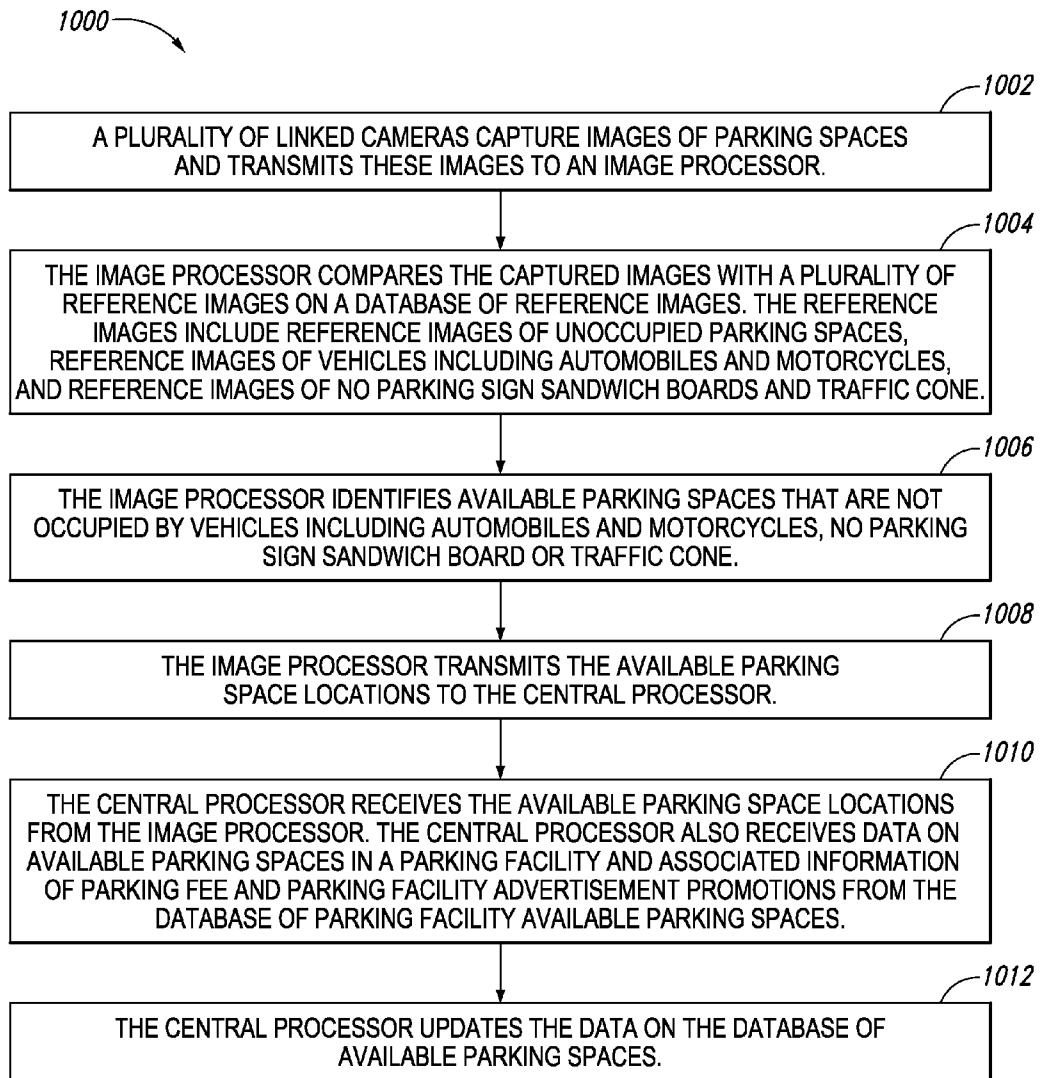 1000
1002
A PLURALITY OF LINKED CAMERAS CAPTURE IMAGES OF PARKING SPACES
AND TRANSMITS THESE IMAGES TO AN IMAGE PROCESSOR.
1004
THE IMAGE PROCESSOR COMPARES THE CAPTURED IMAGES WITH A PLURALITY OF
REFERENCE IMAGES ON A DATABASE OF REFERENCE IMAGES. THE REFERENCE
IMAGES INCLUDE REFERENCE IMAGES OF UNOCCUPIED PARKING SPACES,
REFERENCE IMAGES OF VEHICLES INCLUDING AUTOMOBILES AND MOTORCYCLES,
AND REFERENCE IMAGES OF NO PARKING SIGN SANDWICH BOARDS AND TRAFFIC CONE.
1006
THE IMAGE PROCESSOR IDENTIFIES AVAILABLE PARKING SPACES THAT ARE NOT
OCCUPIED BY VEHICLES INCLUDING AUTOMOBILES AND MOTORCYCLES, NO PARKING
SIGN SANDWICH BOARD OR TRAFFIC CONE.
1008
THE IMAGE PROCESSOR TRANSMITS THE AVAILABLE PARKING
SPACE LOCATIONS TO THE CENTRAL PROCESSOR.
1010
THE CENTRAL PROCESSOR RECEIVES THE AVAILABLE PARKING SPACE LOCATIONS
FROM THE IMAGE PROCESSOR. THE CENTRAL PROCESSOR ALSO RECEIVES DATA ON
AVAILABLE PARKING SPACES IN A PARKING FACILITY AND ASSOCIATED INFORMATION
OF PARKING FEE AND PARKING FACILITY ADVERTISEMENT PROMOTIONS FROM THE
DATABASE OF PARKING FACILITY AVAILABLE PARKING SPACES.
1012
THE CENTRAL PROCESSOR UPDATES THE DATA ON THE DATABASE OF
AVAILABLE PARKING SPACES.